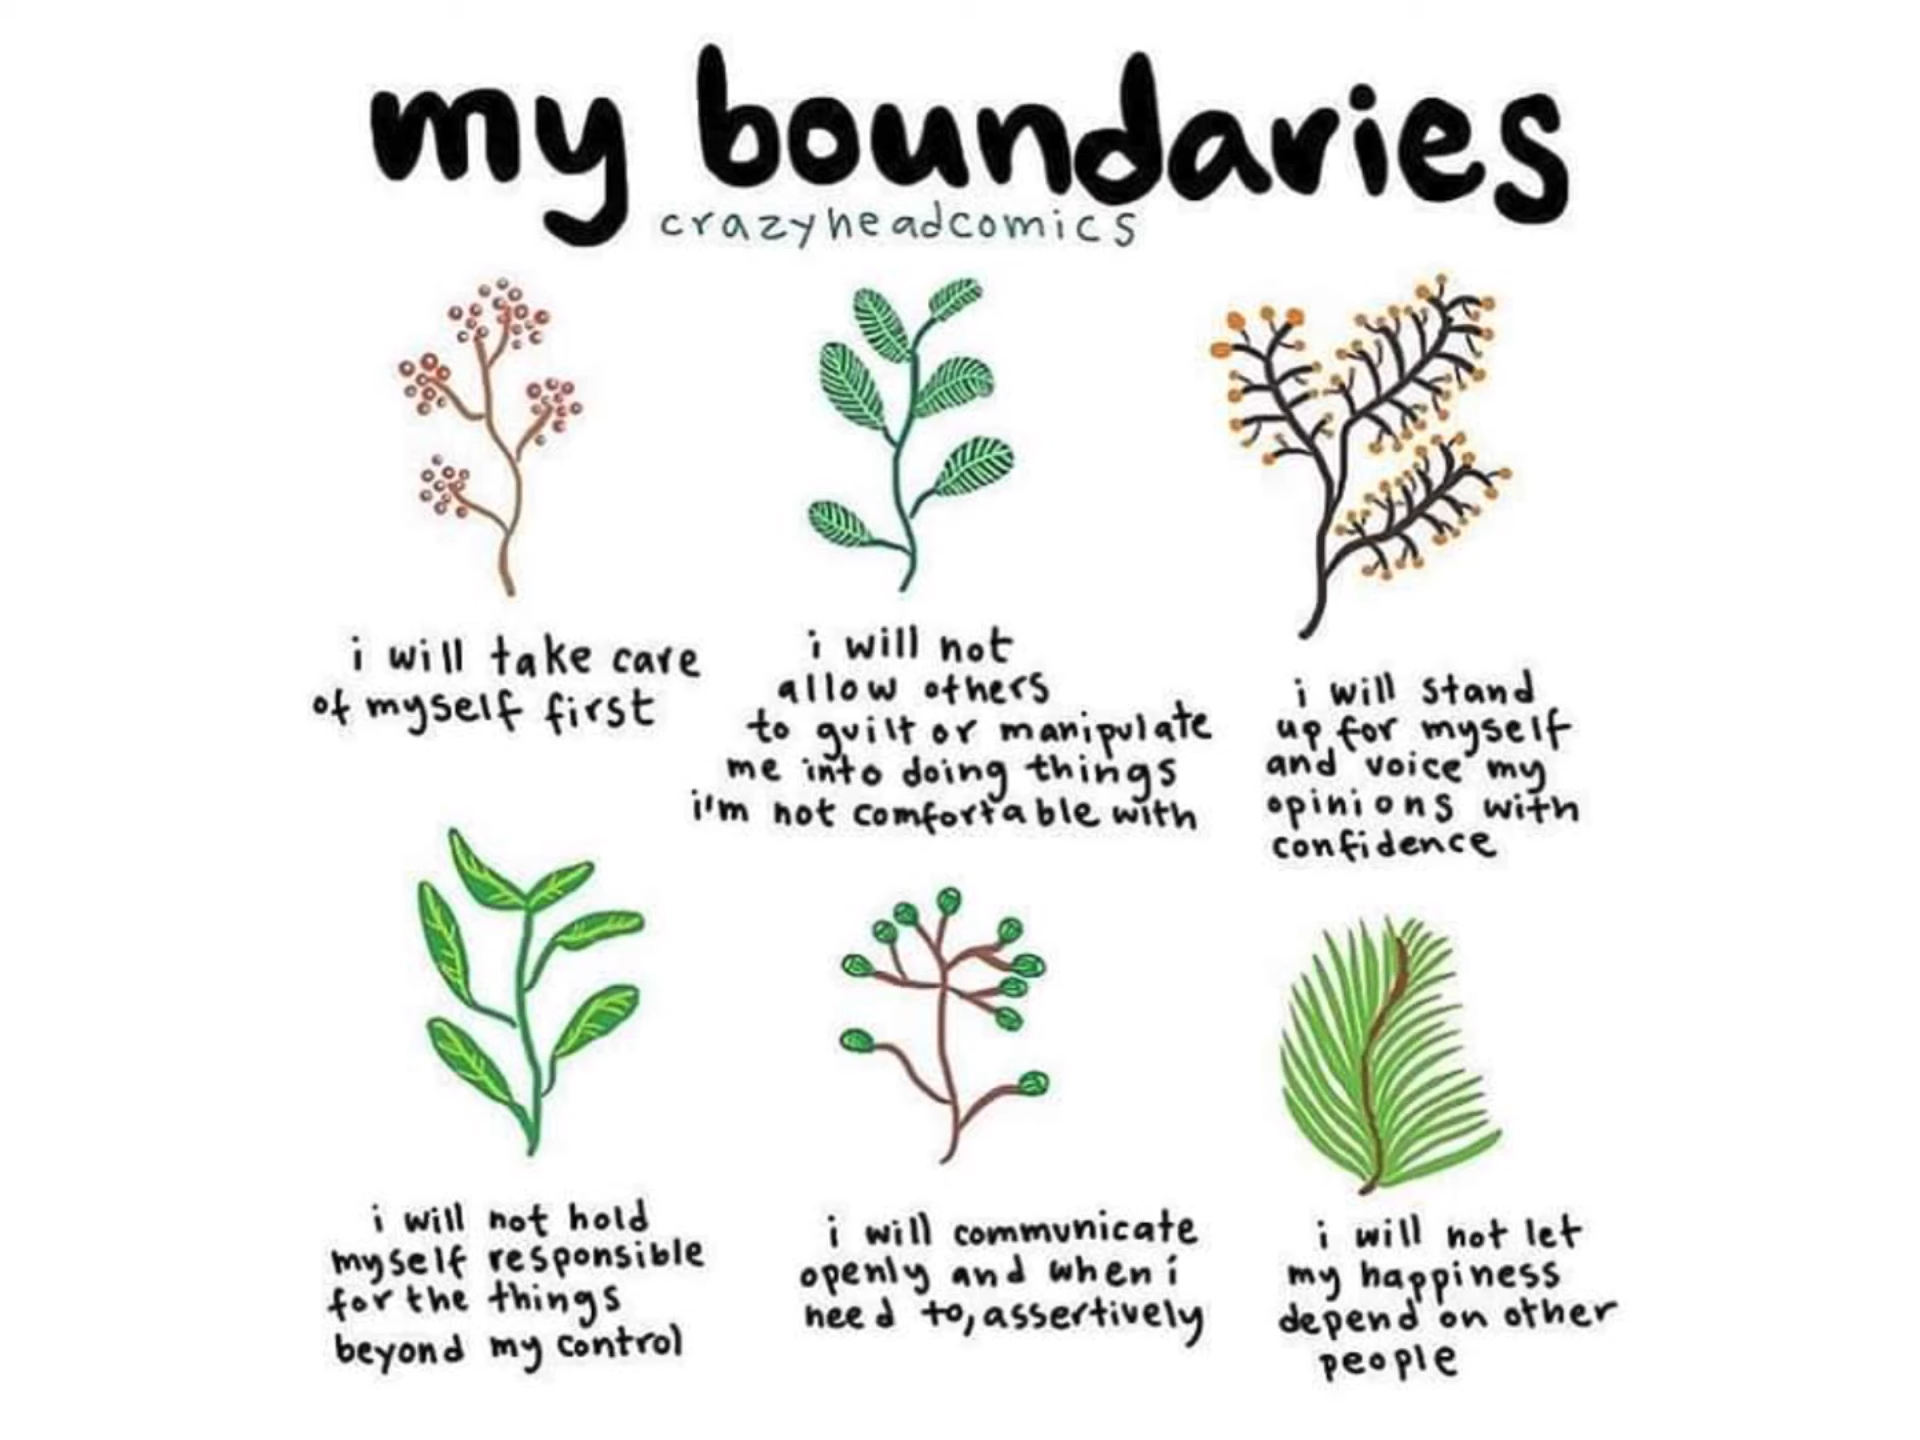 my boundaries
crazyheadcomics
i will take care
of myself first
i will not
allow others
to guilt or manipulate
me into doing things
i'm not comfortable with
i will stand
up for myself
and voice my
opinions with
confidence
i will not hold
myself responsible
for the things
beyond my control
i will communicate
openly and when i
need to, assertively
i will not let
my happiness
depend on other
people